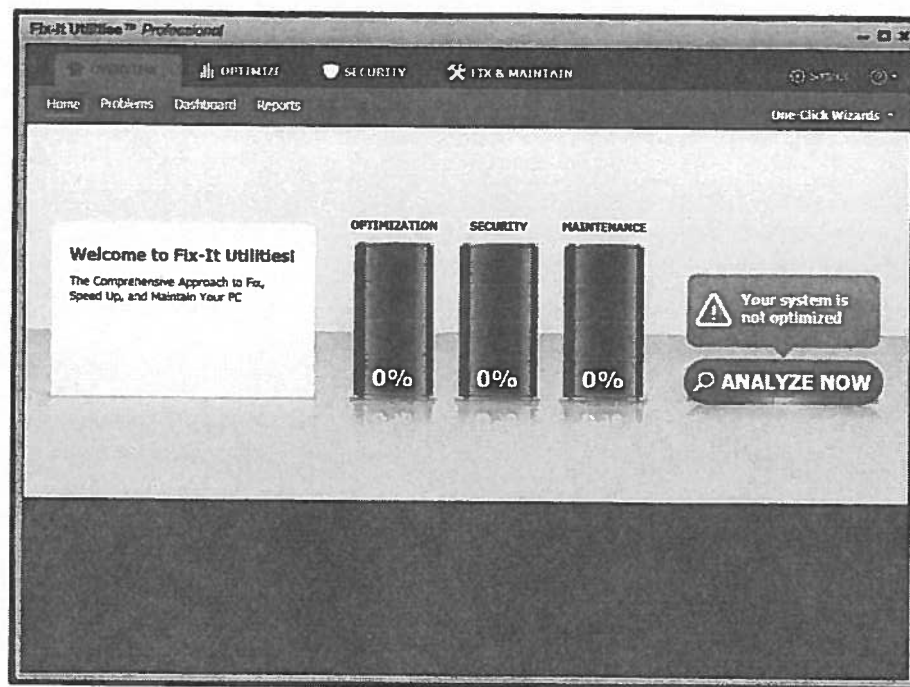 Fix-It Utilities™ Professional
OVERVIEW
OPTIMIZE
SECURITY
FIX & MAINTAIN
Home Problems Dashboard Reports
One-Click Wizards
OPTIMIZATION SECURITY MAINTENANCE
Welcome to Fix-It Utilities!
The Comprehensive Approach to Fix,
Speed Up, and Maintain Your PC
Your system is
not optimized
0% 0% 0%
ANALYZE NOW